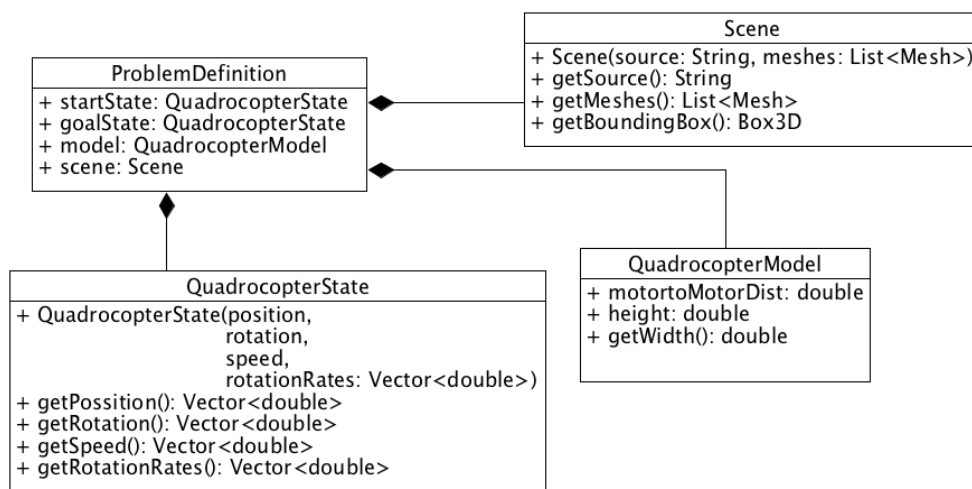 Scene
+ Scene(source: String, meshes: List<Mesh>)
+ getSource(): String
+ getMeshes(): List<Mesh>
+ getBoundingBox(): Box3D
ProblemDefinition
+ startState: QuadrocopterState
+ goalState: QuadrocopterState
+ model: QuadrocopterModel
+ scene: Scene
QuadrocopterState
+ QuadrocopterState(position,
rotation,
speed,
rotationRates: Vector<double>)
+ getPossition(): Vector<double>
+ getRotation(): Vector<double>
+ getSpeed(): Vector<double>
+ getRotationRates(): Vector<double>
QuadrocopterModel
+ motortoMotorDist: double
+ height: double
+ getWidth(): double